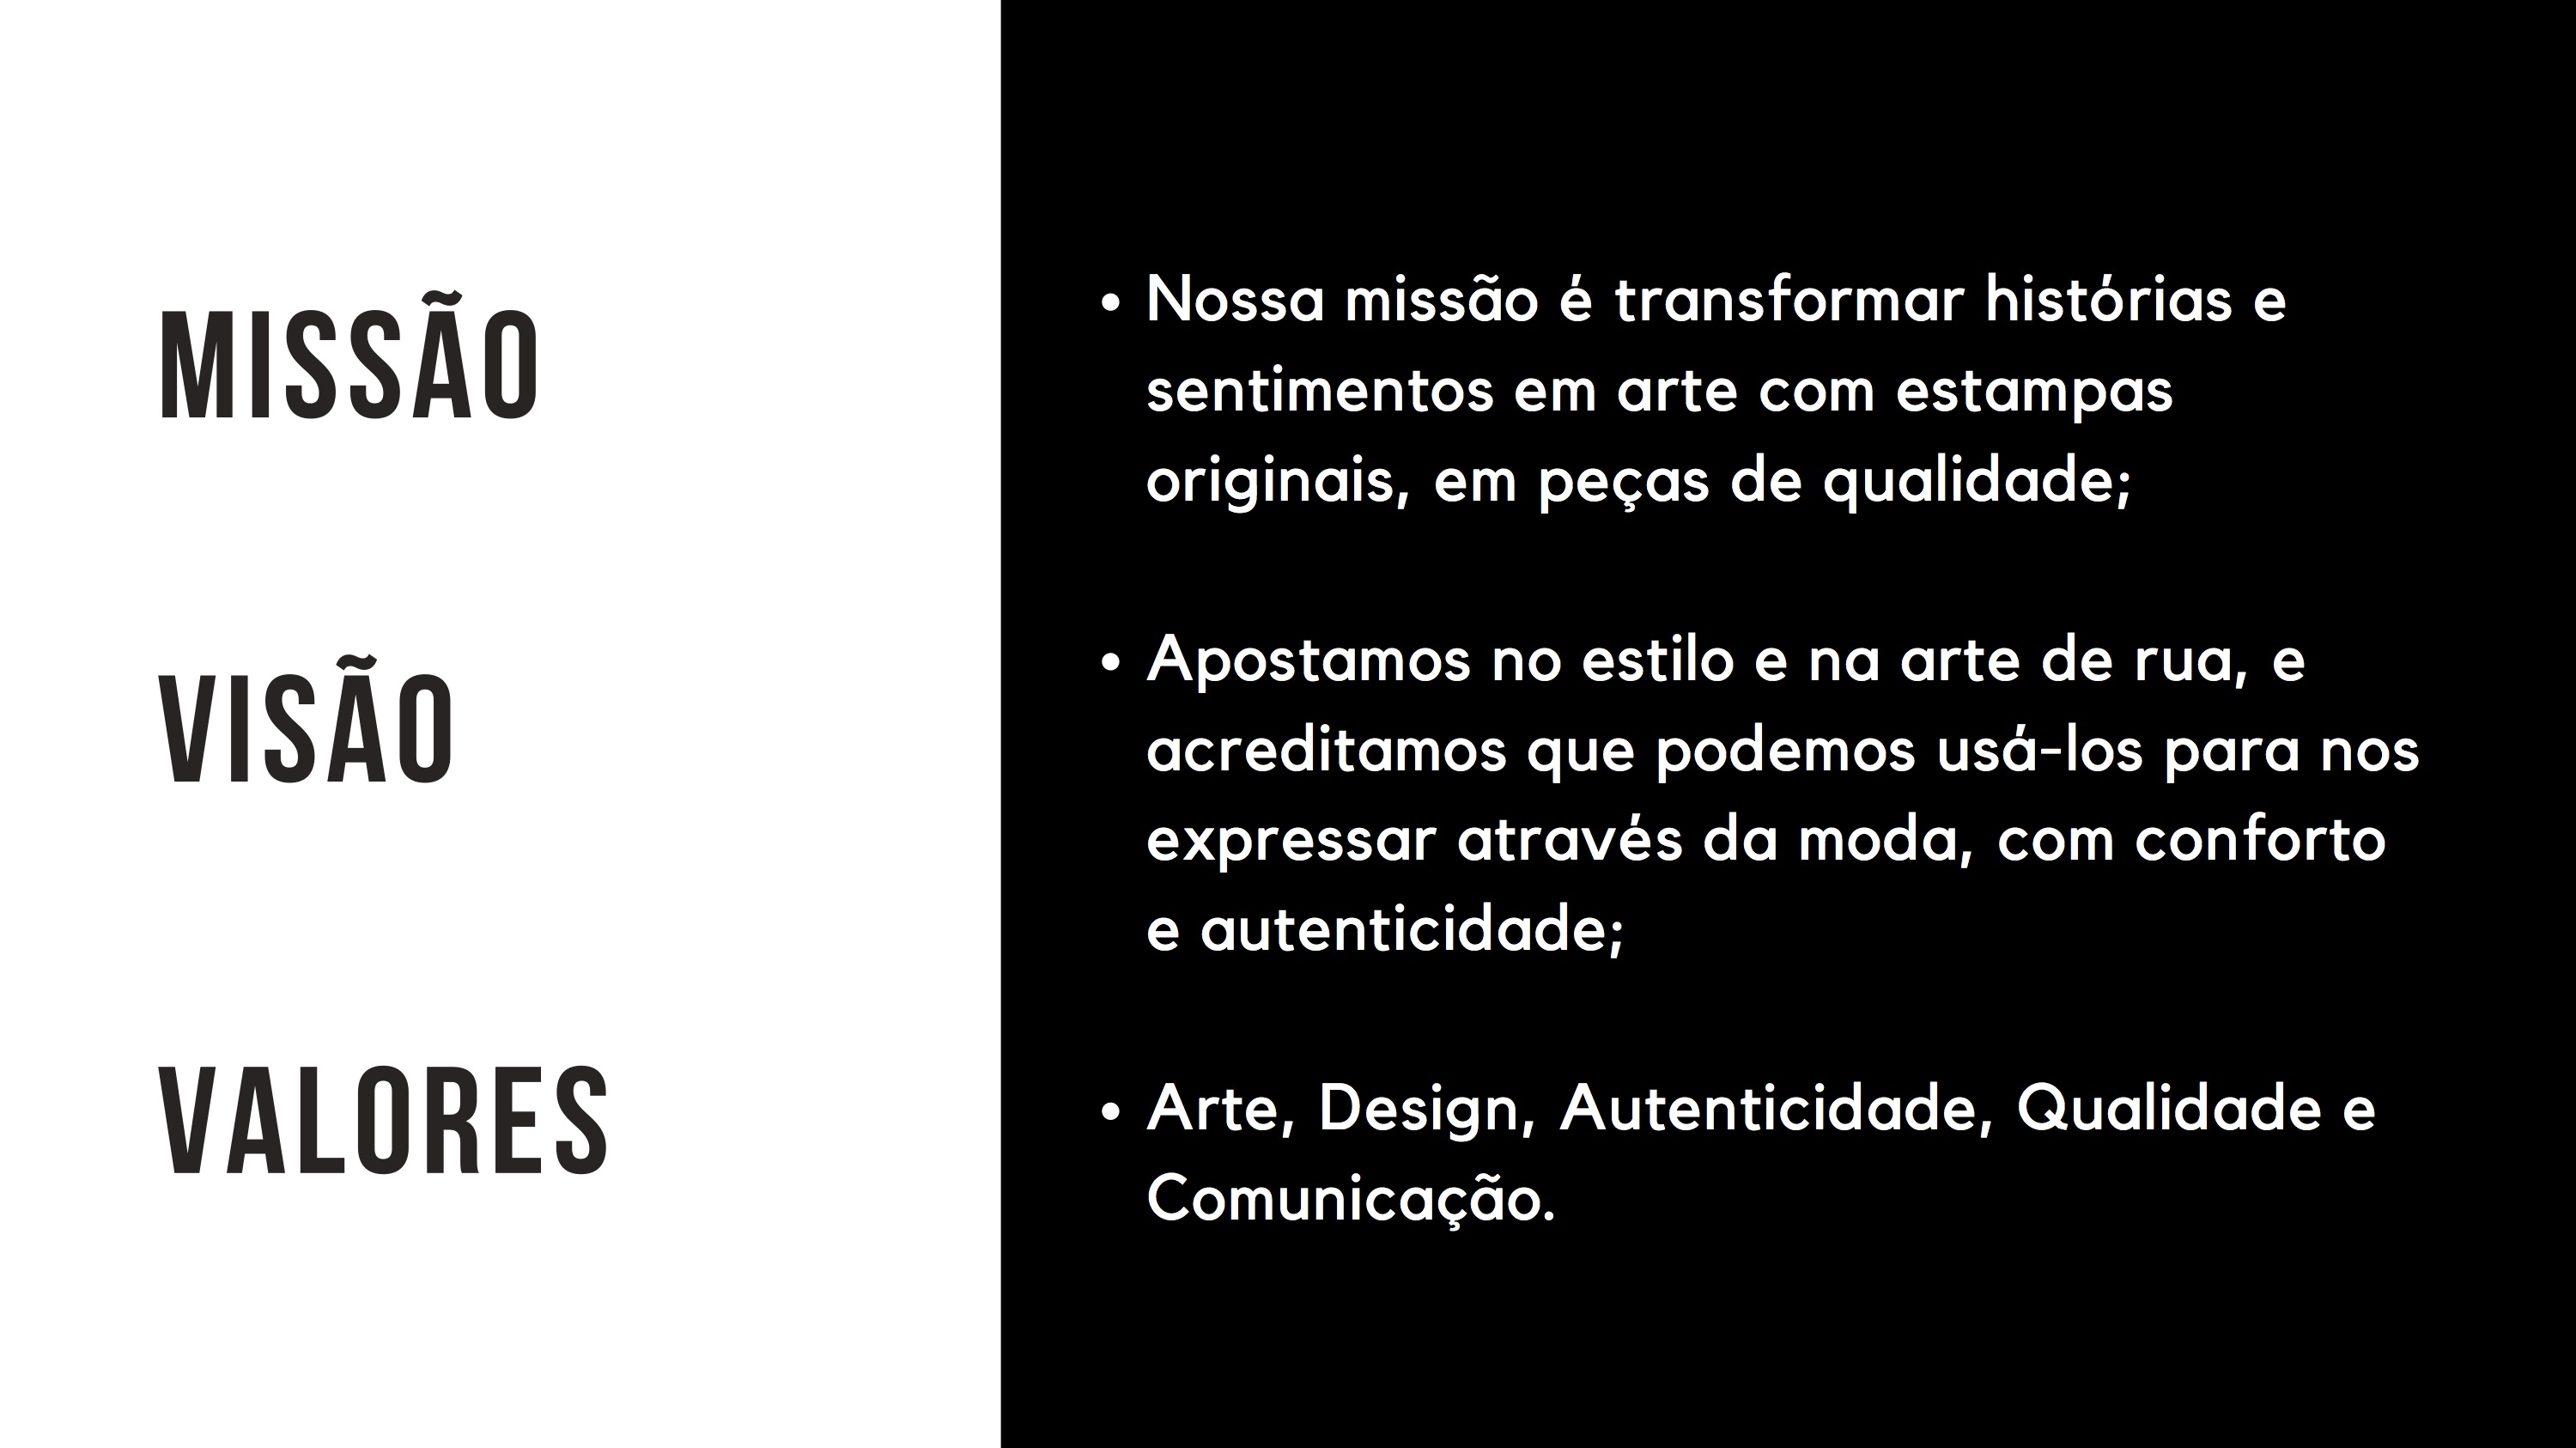 MISSÃO
• Nossa missão é transformar histórias e
sentimentos em arte com estampas
originais, em peças de qualidade;
VISÃO
• Apostamos no estilo e na arte de rua, e
acreditamos que podemos usá-los para nos
expressar através da moda, com conforto
e autenticidade;
VALORES
• Arte, Design, Autenticidade, Qualidade e
Comunicação.